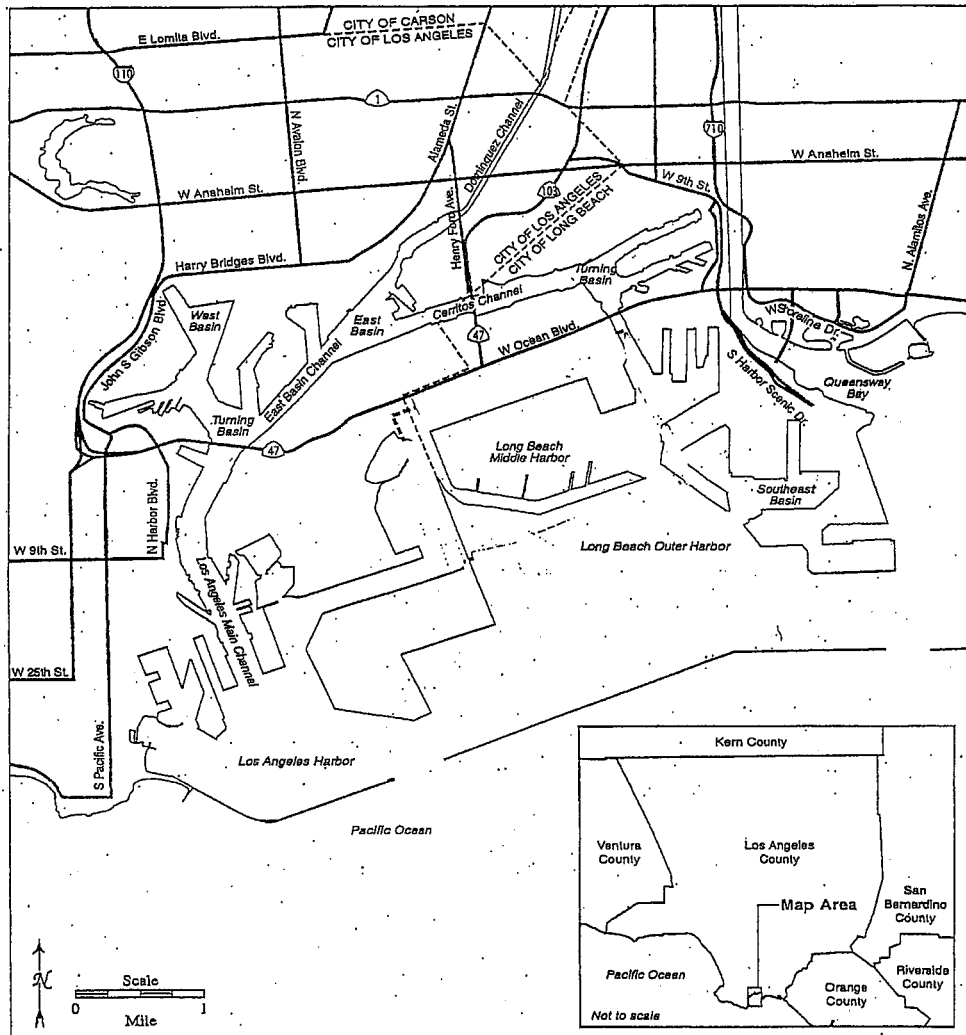 CITY OF CARSON
CITY OF LOS ANGELES
E Lomita Blvd.
110
1
N Avalon Blvd.
Alameda St.
Dominguez Channel
710
W Anaheim St.
W Anaheim St.
W 9th St.
103
Henry Ford Ave.
CITY OF LOS ANGELES
CITY OF LONG BEACH
N. Alamitos Ave.
Harry Bridges Blvd.
Turning
Basin
West
Basin
East
Basin
Cerritos Channel
John S Gibson Blvd.
East Basin Channel
47
W Ocean Blvd.
W Shoreline Dr.
S Harbor Scenic Dr.
Queensway
Bay
Turning
Basin
47
Long Beach
Middle Harbor
Southeast
Basin
N Harbor Blvd.
W 9th St.
Long Beach Outer Harbor
Los Angeles Main Channel
W 25th St.
S Pacific Ave.
Los Angeles Harbor
Pacific Ocean
Kern County
Ventura
County
Los Angeles
County
San
Bernardino
County
Map Area
Pacific Ocean
Orange
County
Riverside
County
Not to scale
N
Scale
0 1
Mile